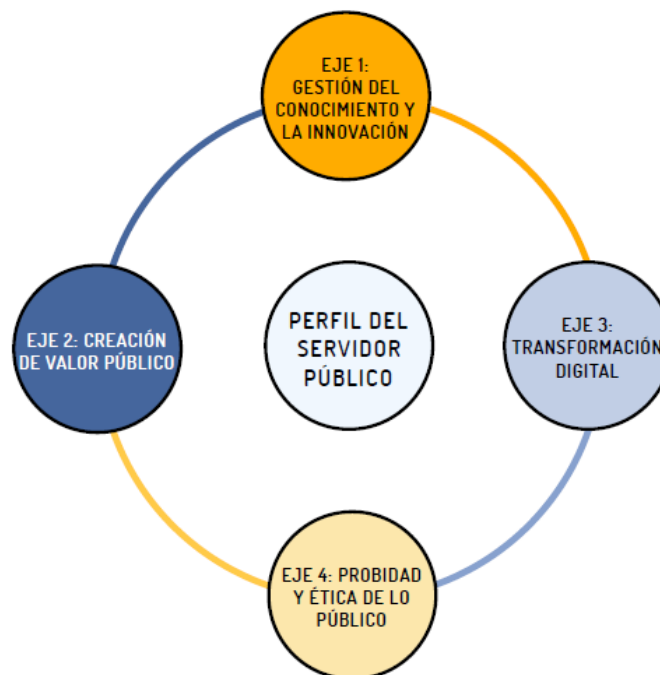 EJE 1:
GESTIÓN DEL
CONOCIMIENTO Y
LA INNOVACIÓN
EJE 2: CREACIÓN
DE VALOR PÚBLICO
PERFIL DEL
SERVIDOR
PÚBLICO
EJE 3:
TRANSFORMACIÓN
DIGITAL
EJE 4: PROBIDAD
Y ÉTICA DE LO
PÚBLICO